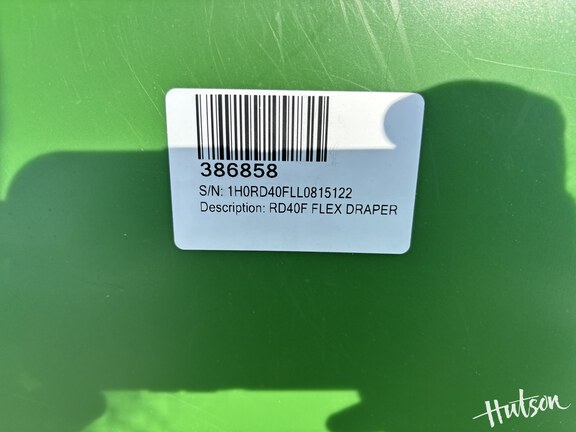 386858
S/N: 1H0RD40FLL0815122
Description: RD40F FLEX DRAPER
Hutson